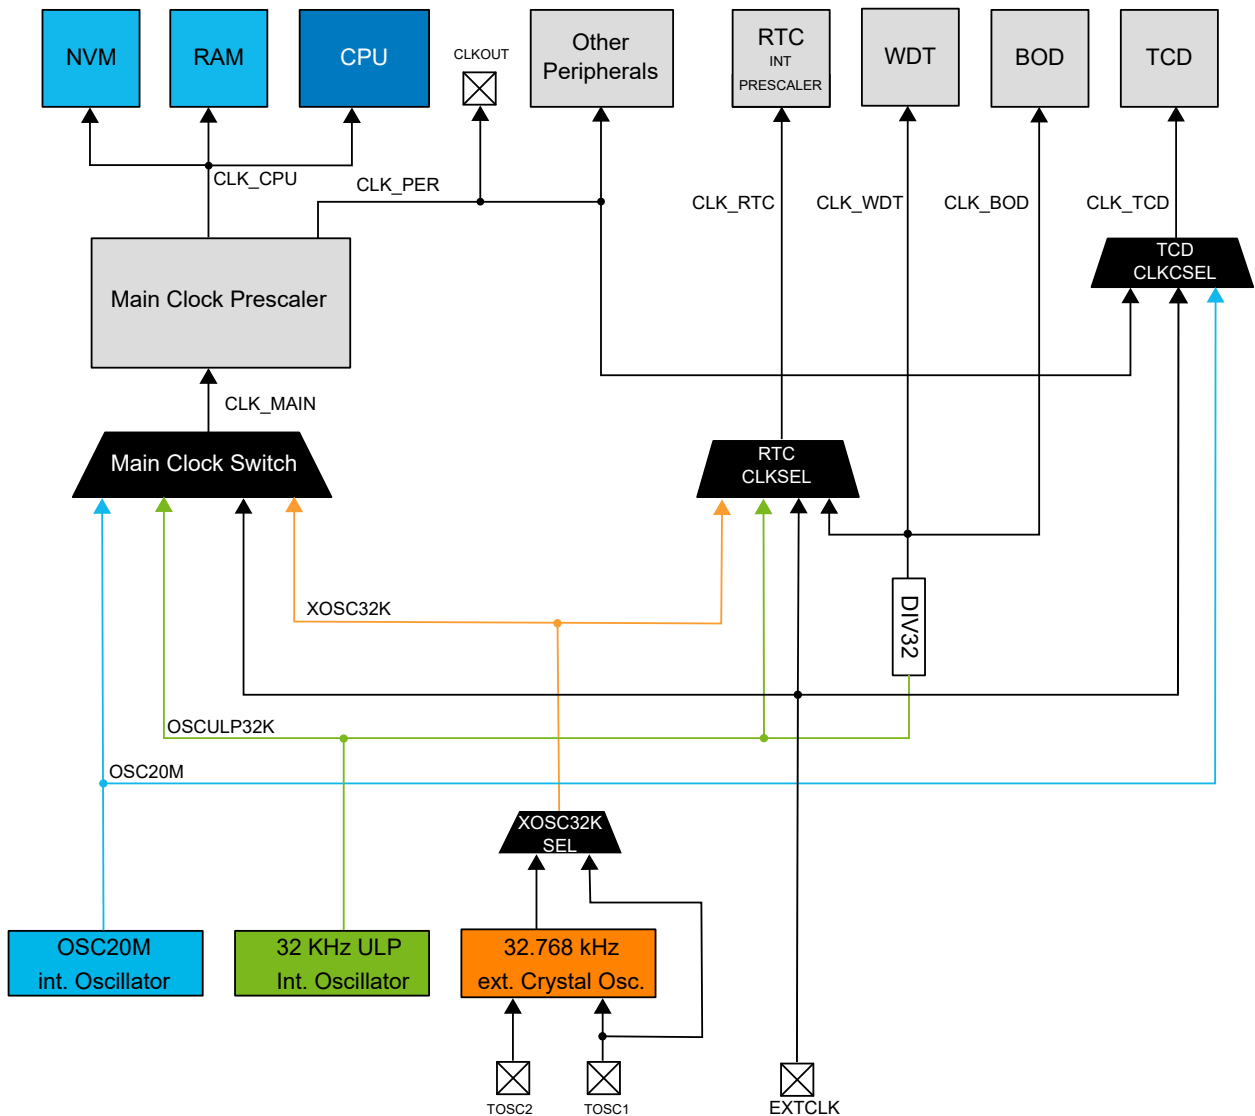 NVM
RAM
CPU
CLKOUT
Other
Peripherals
RTC
INT
PRESCALER
WDT
BOD
TCD
CLK_CPU
CLK_PER
CLK_RTC
CLK_WDT
CLK_BOD
CLK_TCD
TCD
CLKCSEL
Main Clock Prescaler
CLK_MAIN
Main Clock Switch
RTC
CLKSEL
XOSC32K
DIV32
OSCULP32K
OSC20M
XOSC32K
SEL
OSC20M
int. Oscillator
32 KHz ULP
Int. Oscillator
32.768 kHz
ext. Crystal Osc.
TOSC2
TOSC1
EXTCLK